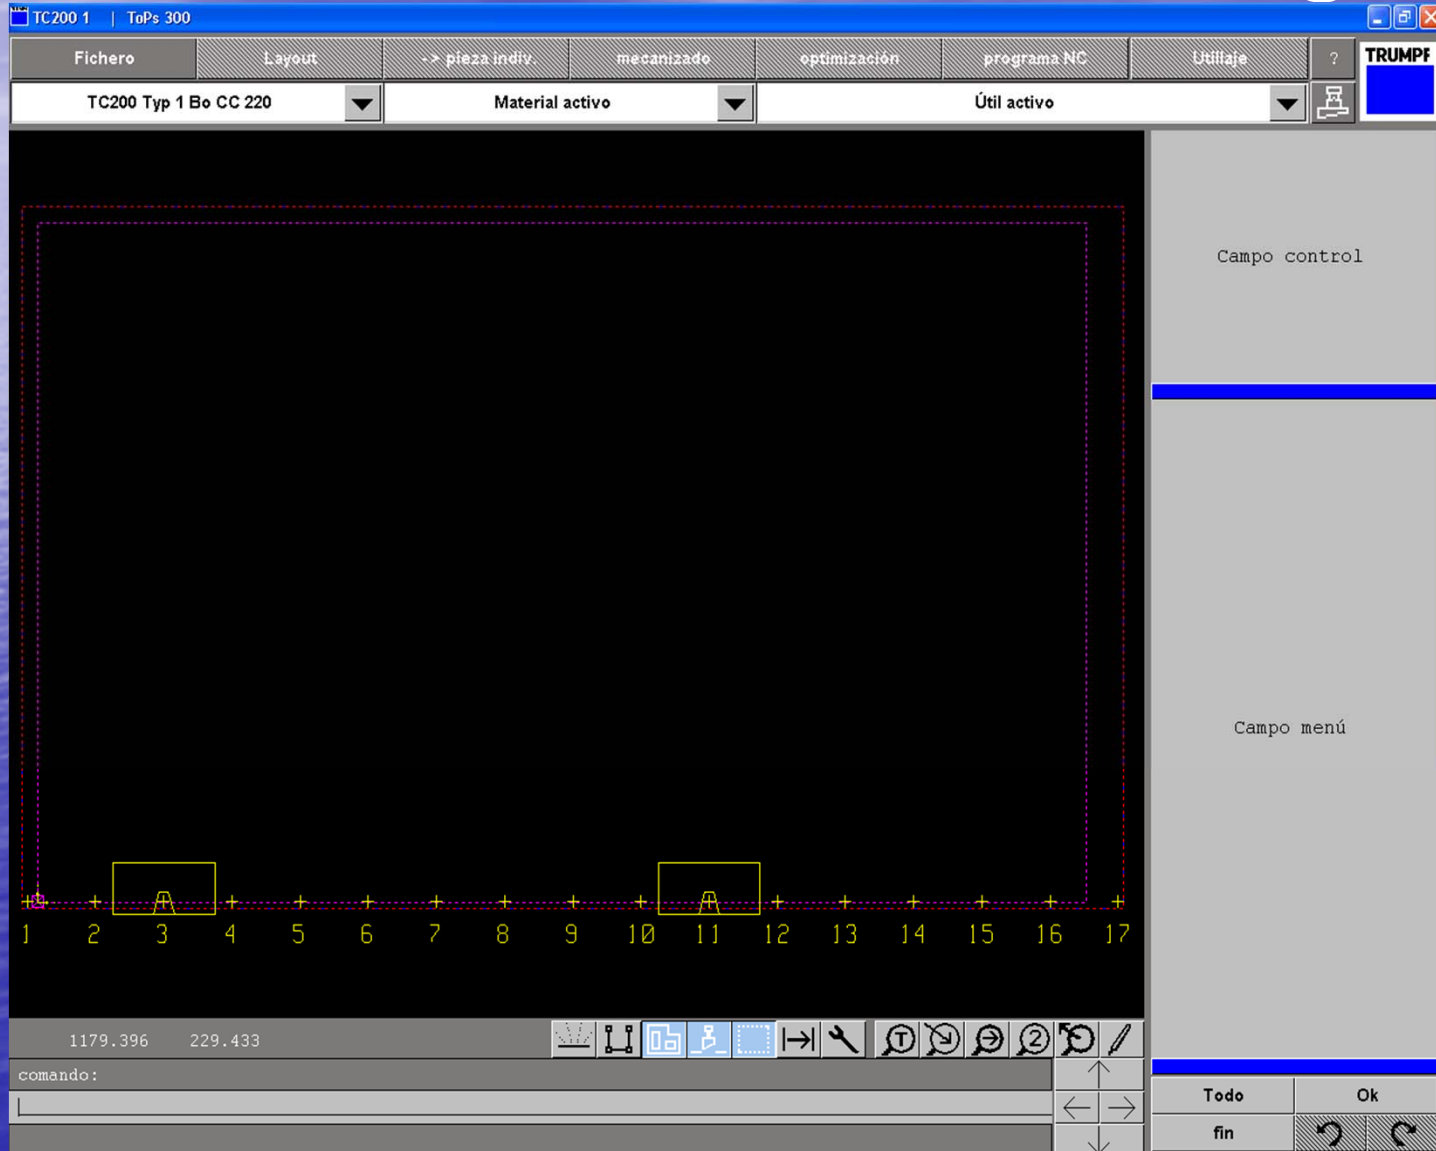 TC200 1 | ToPs 300
Fichero Layout -> pieza indiv. mecanizado optimización programa NC Utillaje ? TRUMPF
TC200 Typ 1 Bo CC 220 Material activo Útil activo
Campo control
Campo menú
1 2 3 4 5 6 7 8 9 10 11 12 13 14 15 16 17
1179.396 229.433 T 2
comando:
Todo Ok
fin